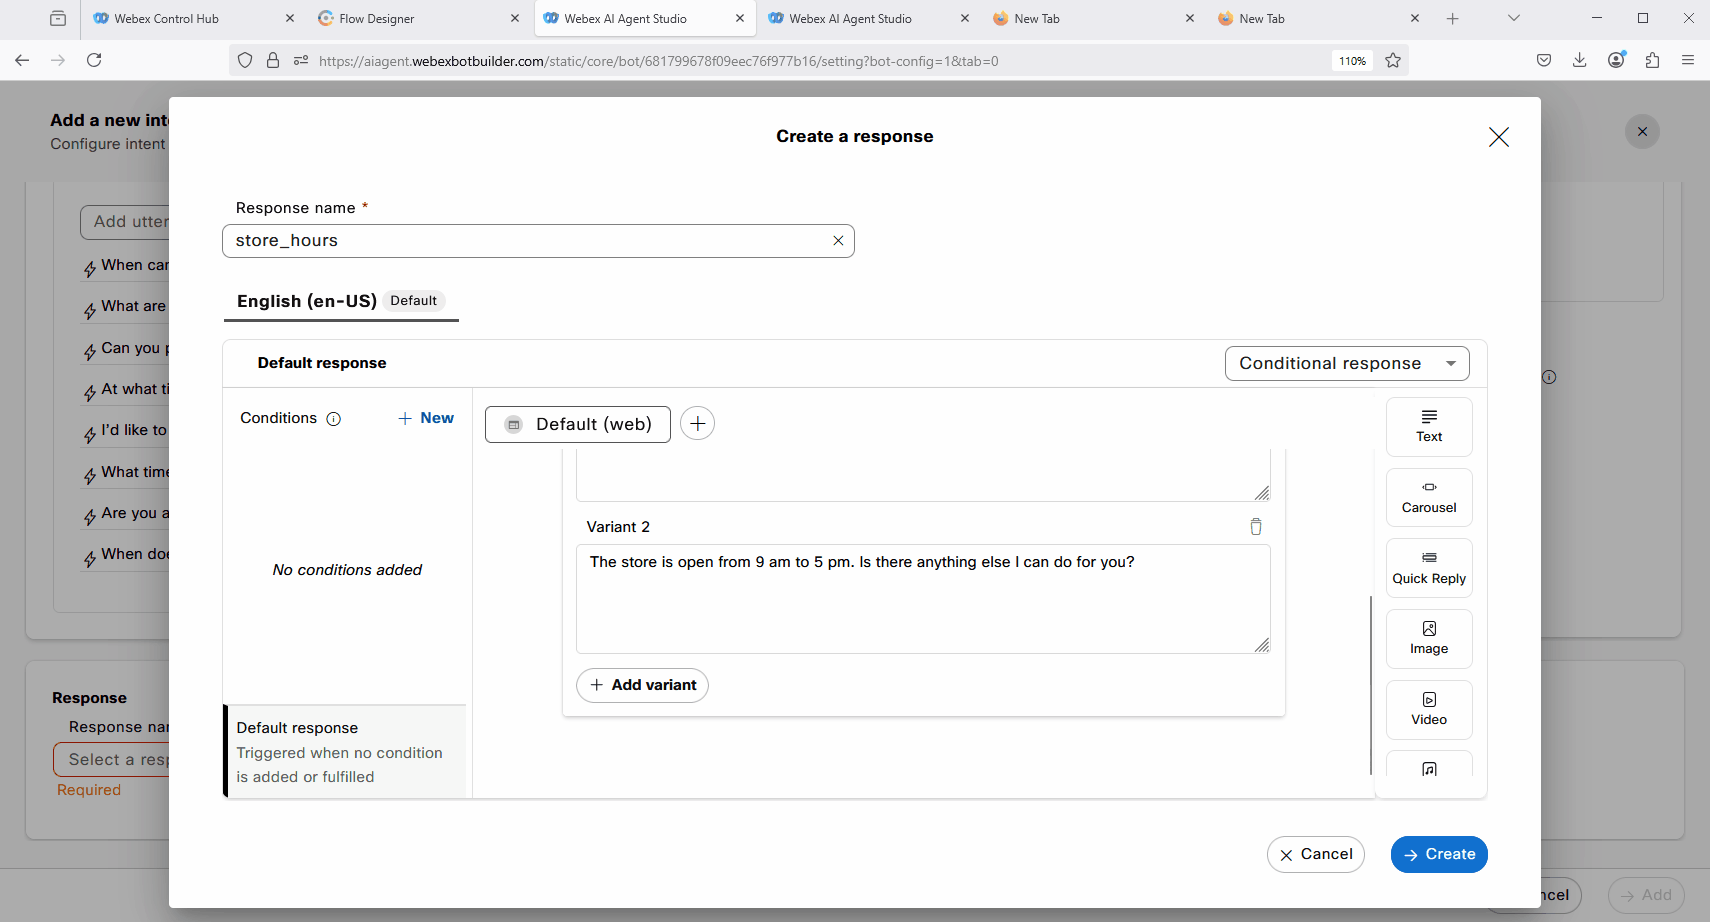 Webex Control Hub
Flow Designer
Webex AI Agent Studio
Webex AI Agent Studio
New Tab
New Tab
https://aiagent.webexbotbuilder.com/static/core/bot/681799678f09eec76f977b16/setting?bot-config=1&tab=0
110%
Add a new int
Configure intent
Create a response
Response name *
Add utter
store_hours
When can
English (en-US) Default
What are
Can you p
Default response
Conditional response
At what ti
Conditions
New
Default (web)
Text
I'd like to
What time
Carousel
Are you a
Variant 2
When doe
The store is open from 9 am to 5 pm. Is there anything else I can do for you?
No conditions added
Quick Reply
Image
Add variant
Response
Response nar
Default response
Video
Select a resp
Triggered when no condition
is added or fulfilled
Required
Cancel
Create
ncel
Add